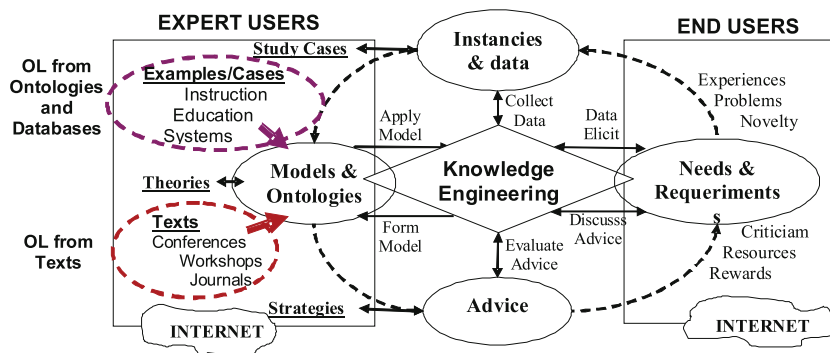 EXPERT USERS
END USERS
OL from
Ontologies
and
Databases
Study Cases
Examples/Cases
Instruction
Education
Systems
Instancies
& data
Collect
Data
Apply
Model
Data
Elicit
Experiences
Problems
Novelty
Theories
Models &
Ontologies
Knowledge
Engineering
Needs &
Requeriments
s
OL from
Texts
Texts
Conferences
Workshops
Journals
Form
Model
Evaluate
Advice
Discusss
Advice
Criticiam
Resources
Rewards
Strategies
Advice
INTERNET
INTERNET